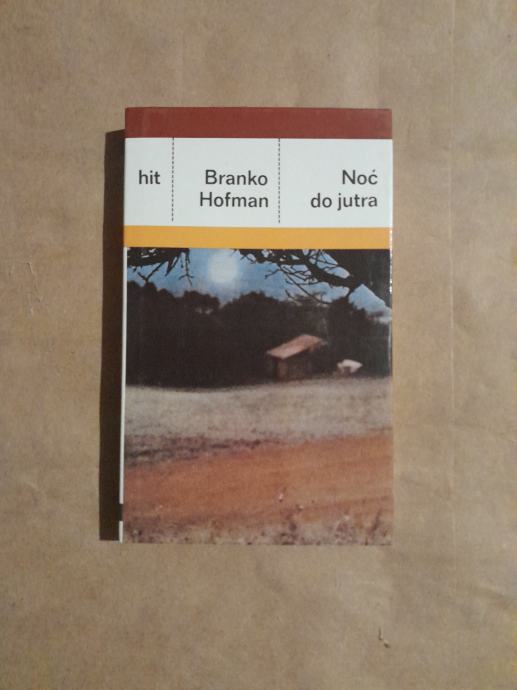 hit
Branko
Hofman
Noć
do jutra